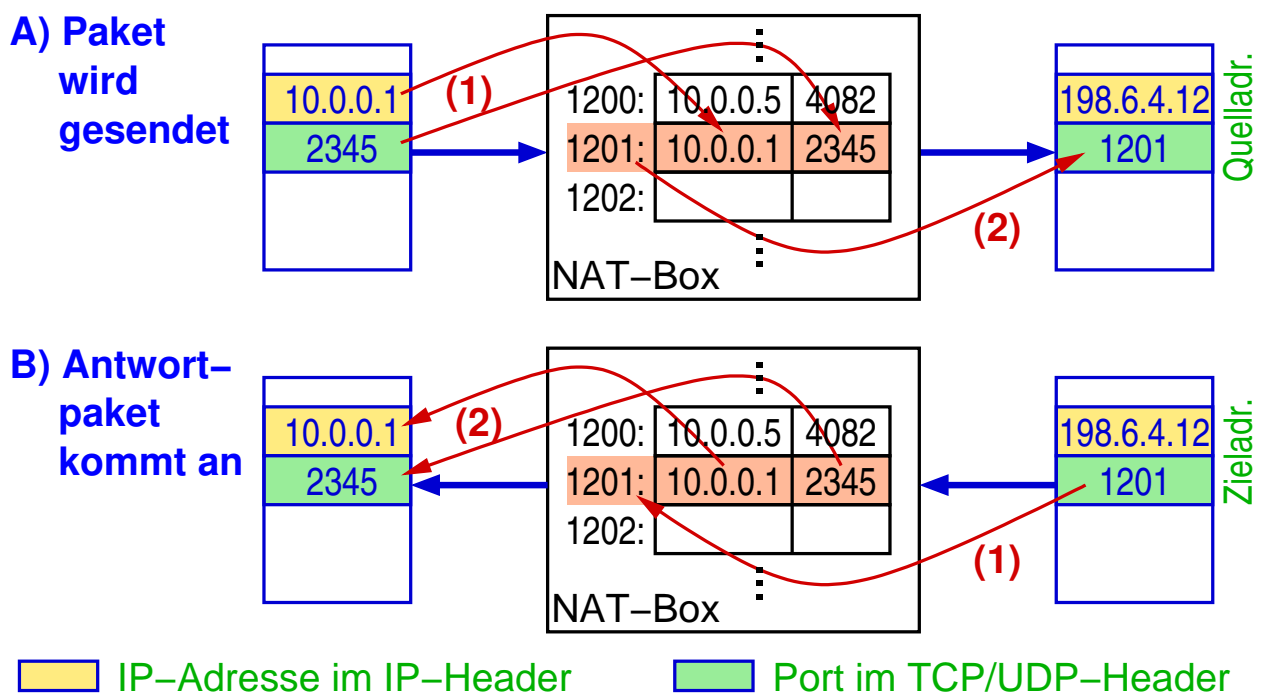 A) Paket
wird
gesendet
10.0.0.1
2345
(1)
1200: 10.0.0.5 4082
1201: 10.0.0.1 2345
1202:
NAT–Box
(2)
198.6.4.12
1201
Quelladr.
B) Antwort–
paket
kommt an
10.0.0.1
2345
(2)
1200: 10.0.0.5 4082
1201: 10.0.0.1 2345
1202:
NAT–Box
(1)
198.6.4.12
1201
Zieladr.
IP–Adresse im IP–Header
Port im TCP/UDP–Header